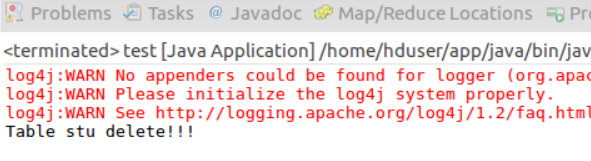 Problems Tasks @ Javadoc Map/Reduce Locations
<terminated> test [Java Application] /home/hduser/app/java/bin/jav
log4j:WARN No appenders could be found for logger (org.apac
log4j:WARN Please initialize the log4j system properly.
log4j:WARN See http://logging.apache.org/log4j/1.2/faq.html
Table stu delete!!!